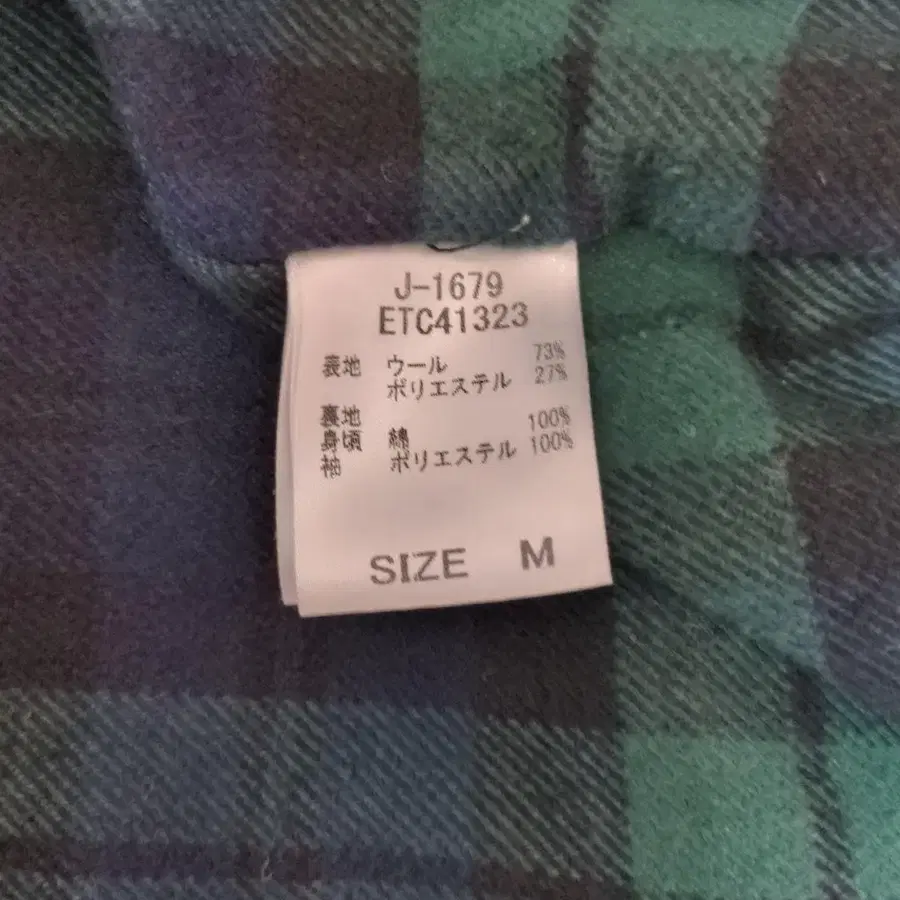 J-1679
ETC41323
表地 ウール 73%
ポリエステル 27%
裏地
身頃 綿 100%
袖 ポリエステル 100%
SIZE M